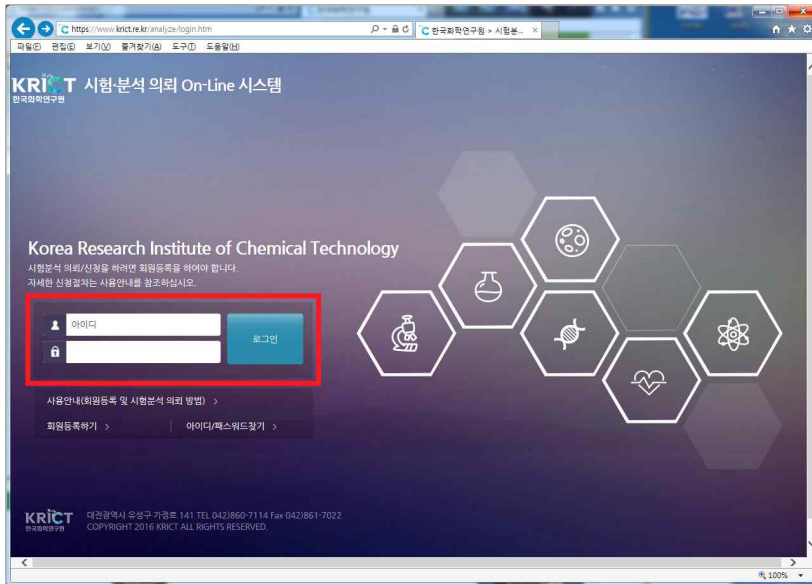 https://www.krict.re.kr/analyze/login.htm
한국화학연구원 > 시험분...
파일(F) 편집(E) 보기(V) 즐겨찾기(A) 도구(T) 도움말(H)
KRICT 시험·분석 의뢰 On-Line 시스템
한국화학연구원
Korea Research Institute of Chemical Technology
시험분석 의뢰/신청을 하려면 회원등록을 하여야 합니다.
자세한 신청절차는 사용안내를 참조하십시오.
아이디
로그인
사용안내(회원등록 및 시험분석 의뢰 방법) >
회원등록하기 > | 아이디/패스워드찾기 >
KRICT
한국화학연구원
대전광역시 유성구 가정로 141 TEL 042)860-7114 Fax 042)861-7022
COPYRIGHT 2016 KRICT ALL RIGHTS RESERVED.
100%